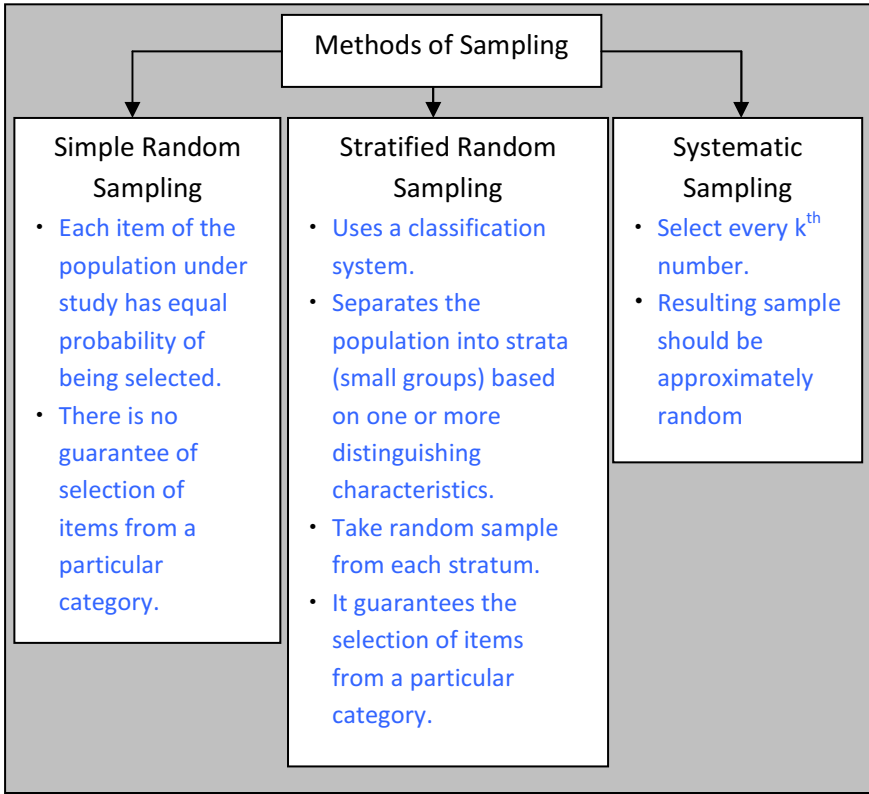 Methods of Sampling
Simple Random
Sampling
• Each item of the
population under
study has equal
probability of
being selected.
• There is no
guarantee of
selection of
items from a
particular
category.
Stratified Random
Sampling
• Uses a classification
system.
• Separates the
population into strata
(small groups) based
on one or more
distinguishing
characteristics.
• Take random sample
from each stratum.
• It guarantees the
selection of items
from a particular
category.
Systematic
Sampling
• Select every kth
number.
• Resulting sample
should be
approximately
random